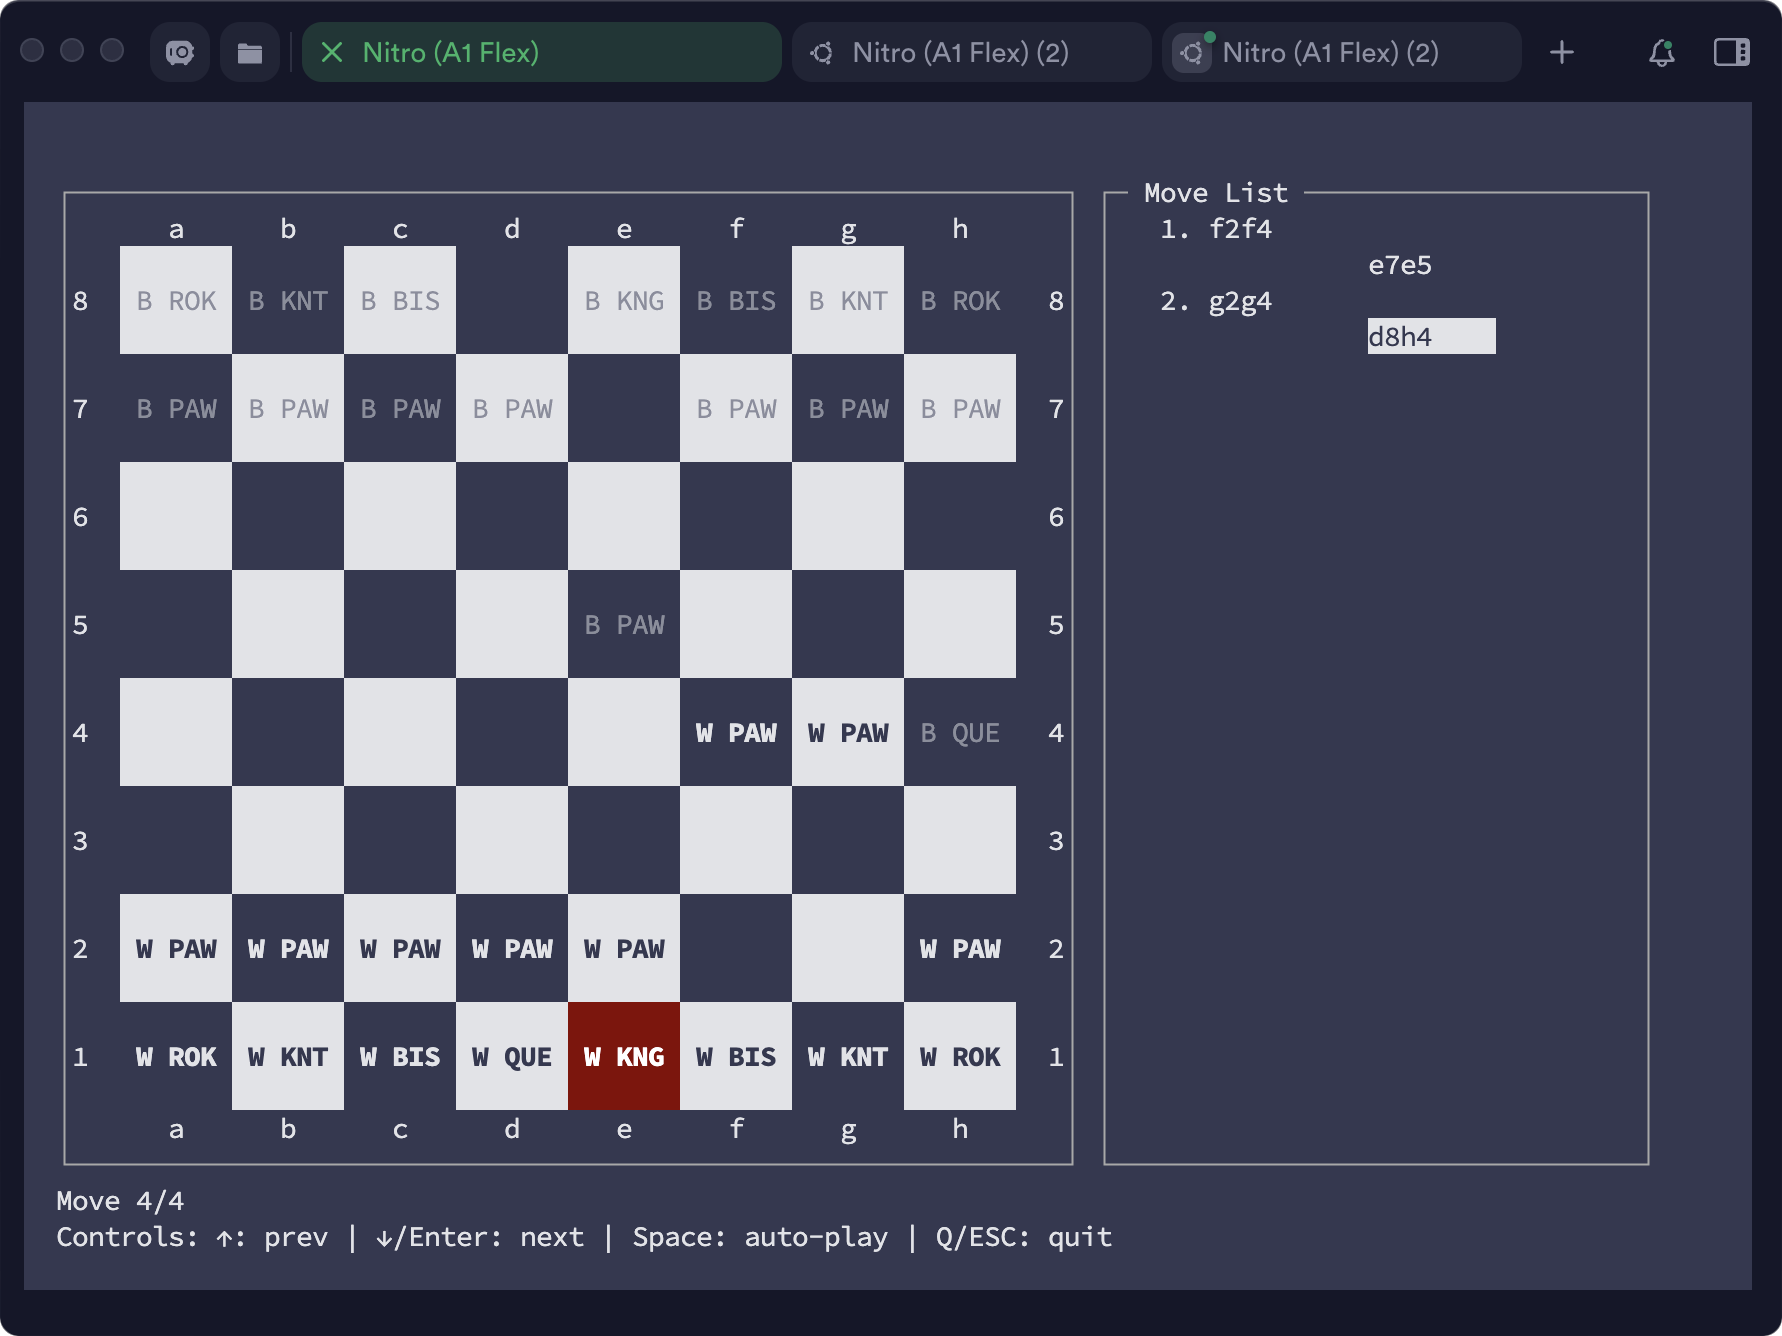 Nitro (A1 Flex) Nitro (A1 Flex) (2) Nitro (A1 Flex) (2)
a b c d e f g h
8 B ROK B KNT B BIS B KNG B BIS B KNT B ROK 8
7 B PAW B PAW B PAW B PAW B PAW B PAW B PAW 7
6 6
5 B PAW 5
4 W PAW W PAW B QUE 4
3 3
2 W PAW W PAW W PAW W PAW W PAW W PAW 2
1 W ROK W KNT W BIS W QUE W KNG W BIS W KNT W ROK 1
a b c d e f g h
Move List
1. f2f4
e7e5
2. g2g4
d8h4
Move 4/4
Controls: ↑: prev | ↓/Enter: next | Space: auto-play | Q/ESC: quit